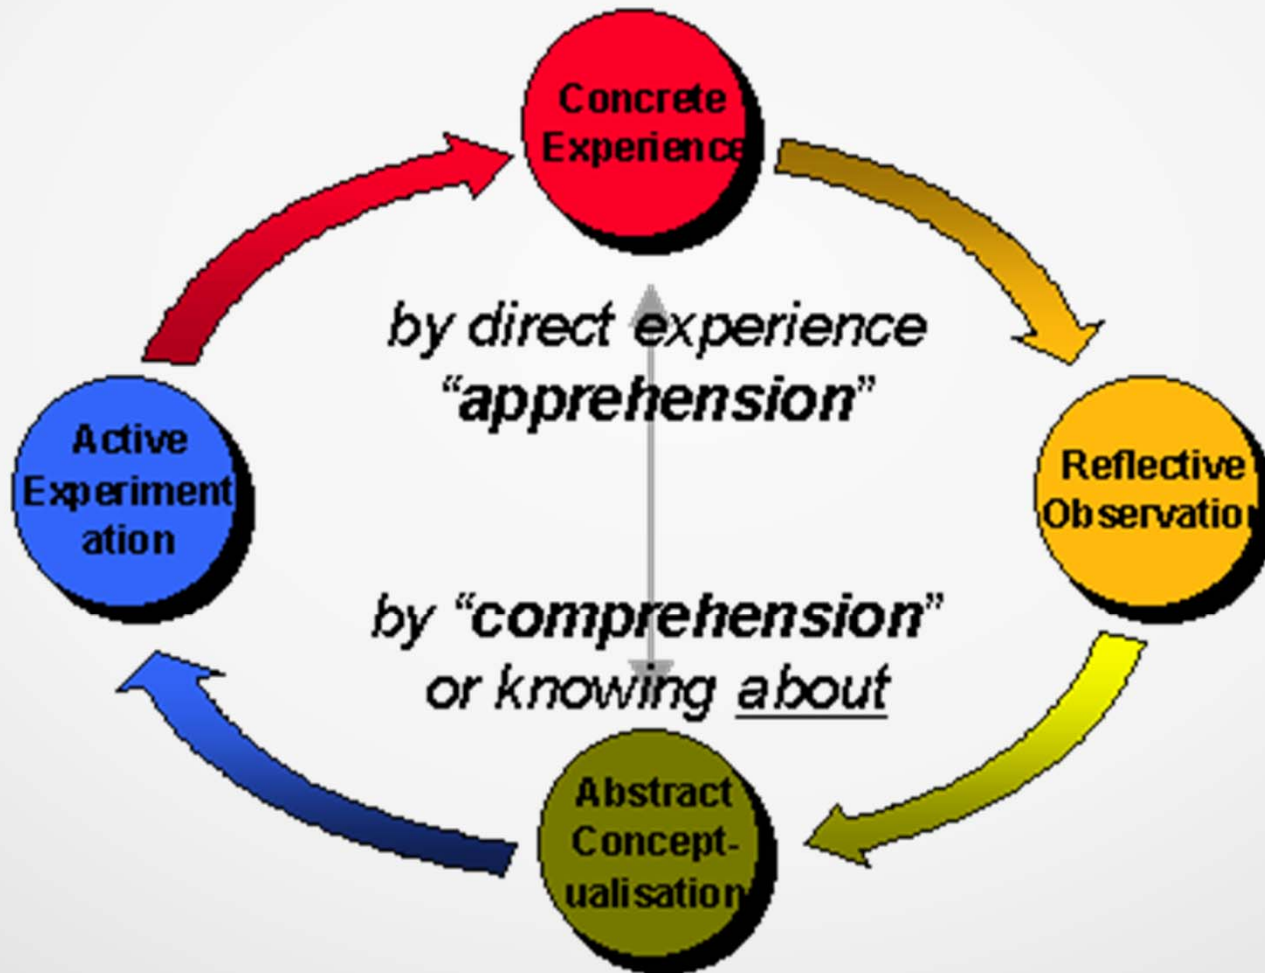 Concrete
Experience
by direct experience
“apprehension”
Active
Experiment
ation
Reflective
Observation
by “comprehension”
or knowing about
Abstract
Concept-
ualisation